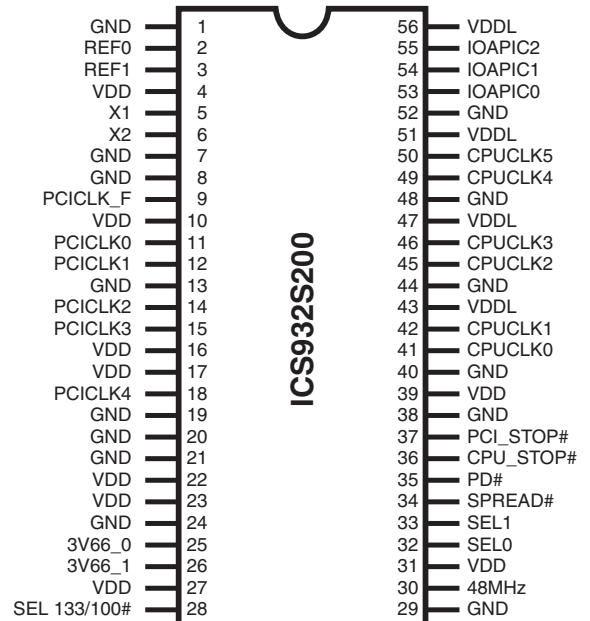 GND 1 56 VDDL
REF0 2 55 IOAPIC2
REF1 3 54 IOAPIC1
VDD 4 53 IOAPIC0
X1 5 52 GND
X2 6 51 VDDL
GND 7 50 CPUCLK5
GND 8 49 CPUCLK4
PCICLK_F 9 48 GND
VDD 10 47 VDDL
PCICLK0 11 46 CPUCLK3
PCICLK1 12 45 CPUCLK2
GND 13 44 GND
PCICLK2 14 43 VDDL
PCICLK3 15 42 CPUCLK1
VDD 16 41 CPUCLK0
VDD 17 40 GND
PCICLK4 18 39 VDD
GND 19 38 GND
GND 20 37 PCI_STOP#
GND 21 36 CPU_STOP#
VDD 22 35 PD#
VDD 23 34 SPREAD#
GND 24 33 SEL1
3V66_0 25 32 SEL0
3V66_1 26 31 VDD
VDD 27 30 48MHz
SEL 133/100# 28 29 GND
ICS932S200